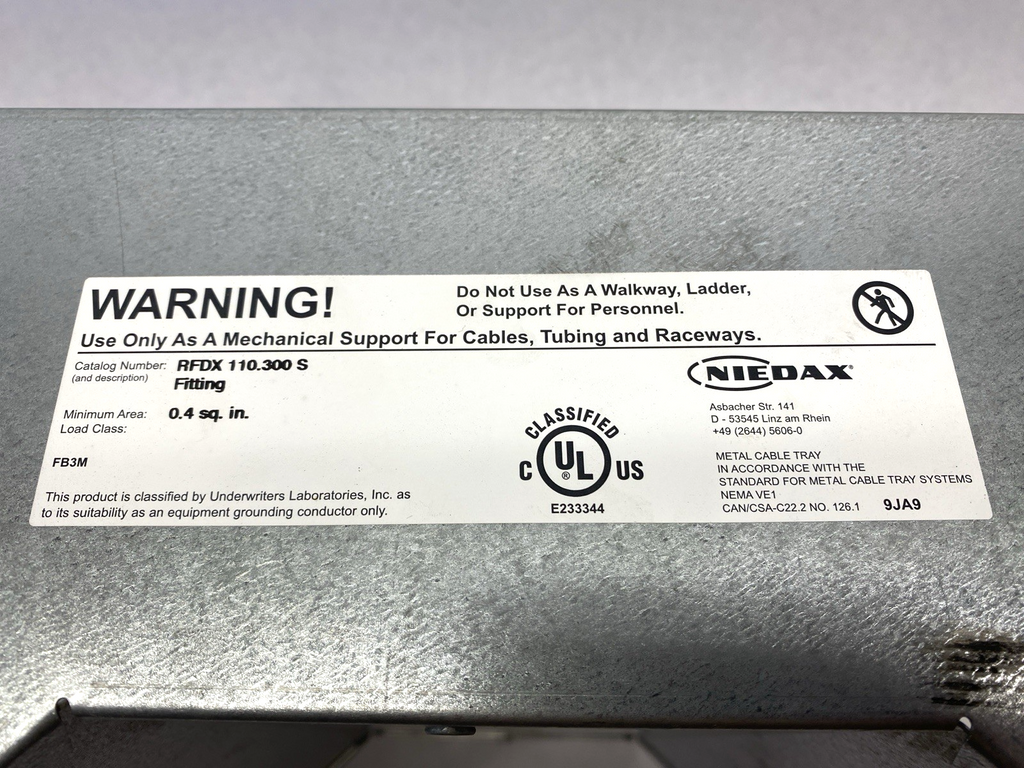 WARNING!
Do Not Use As A Walkway, Ladder,
Or Support For Personnel.
Use Only As A Mechanical Support For Cables, Tubing and Raceways.
Catalog Number: RFDX 110.300 S
(and description) Fitting
Minimum Area: 0.4 sq. in.
Load Class:
FB3M
This product is classified by Underwriters Laboratories, Inc. as
to its suitability as an equipment grounding conductor only.
CLASSIFIED
C UL® US
E233344
NIEDAX®
Asbacher Str. 141
D - 53545 Linz am Rhein
+49 (2644) 5606-0
METAL CABLE TRAY
IN ACCORDANCE WITH THE
STANDARD FOR METAL CABLE TRAY SYSTEMS
NEMA VE1
CAN/CSA-C22.2 NO. 126.1 9JA9